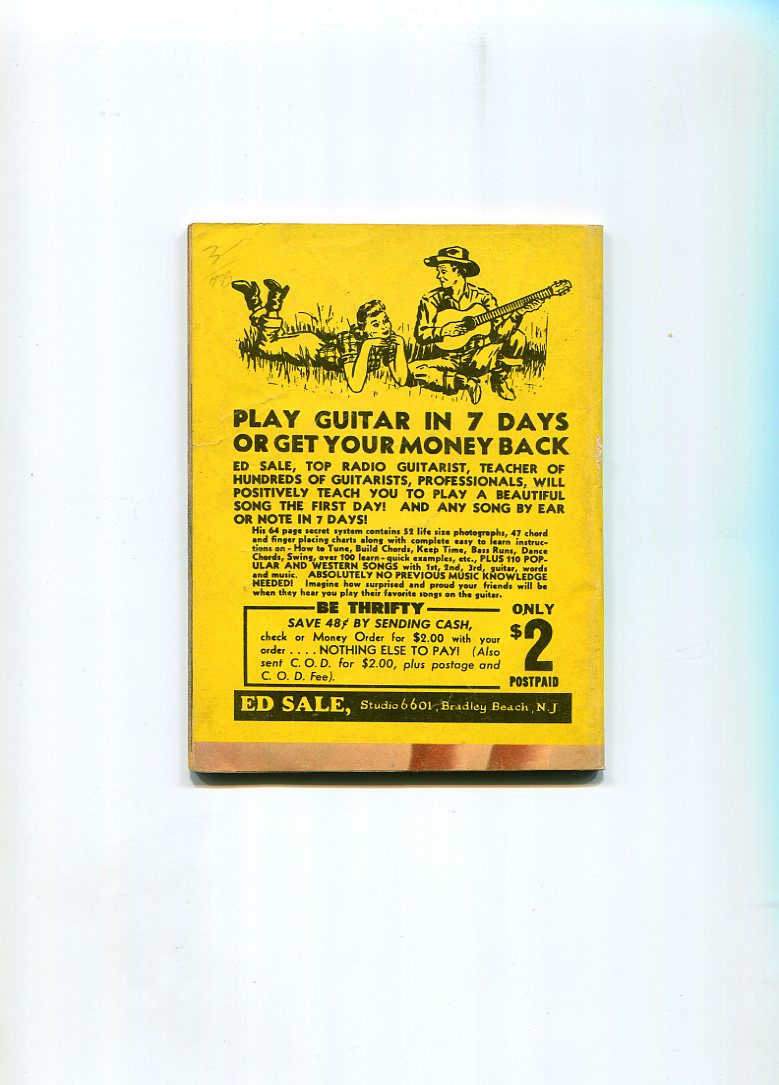 3/
PLAY GUITAR IN 7 DAYS
OR GET YOUR MONEY BACK
ED SALE, TOP RADIO GUITARIST, TEACHER OF
HUNDREDS OF GUITARISTS, PROFESSIONALS, WILL
POSITIVELY TEACH YOU TO PLAY A BEAUTIFUL
SONG THE FIRST DAY! AND ANY SONG BY EAR
OR NOTE IN 7 DAYS!
His 64 page secret system contains 52 life size photographs, 47 chord
and finger placing charts along with complete easy to learn instruc-
tions on - How to Tune, Build Chords, Keep Time, Bass Runs, Dance
Chords, Swing, over 100 learn - quick examples, etc., PLUS 110 POP-
ULAR AND WESTERN SONGS with 1st, 2nd, 3rd, guitar, words
and music. ABSOLUTELY NO PREVIOUS MUSIC KNOWLEDGE
NEEDED! Imagine how surprised and proud your friends will be
when they hear you play their favorite songs on the guitar.
BE THRIFTY
SAVE 48¢ BY SENDING CASH,
check or Money Order for $2.00 with your
order . . . . NOTHING ELSE TO PAY! (Also
sent C. O. D. for $2.00, plus postage and
C. O. D. Fee).
ONLY
$2
POSTPAID
ED SALE, Studio 6601, Bradley Beach, N. J.